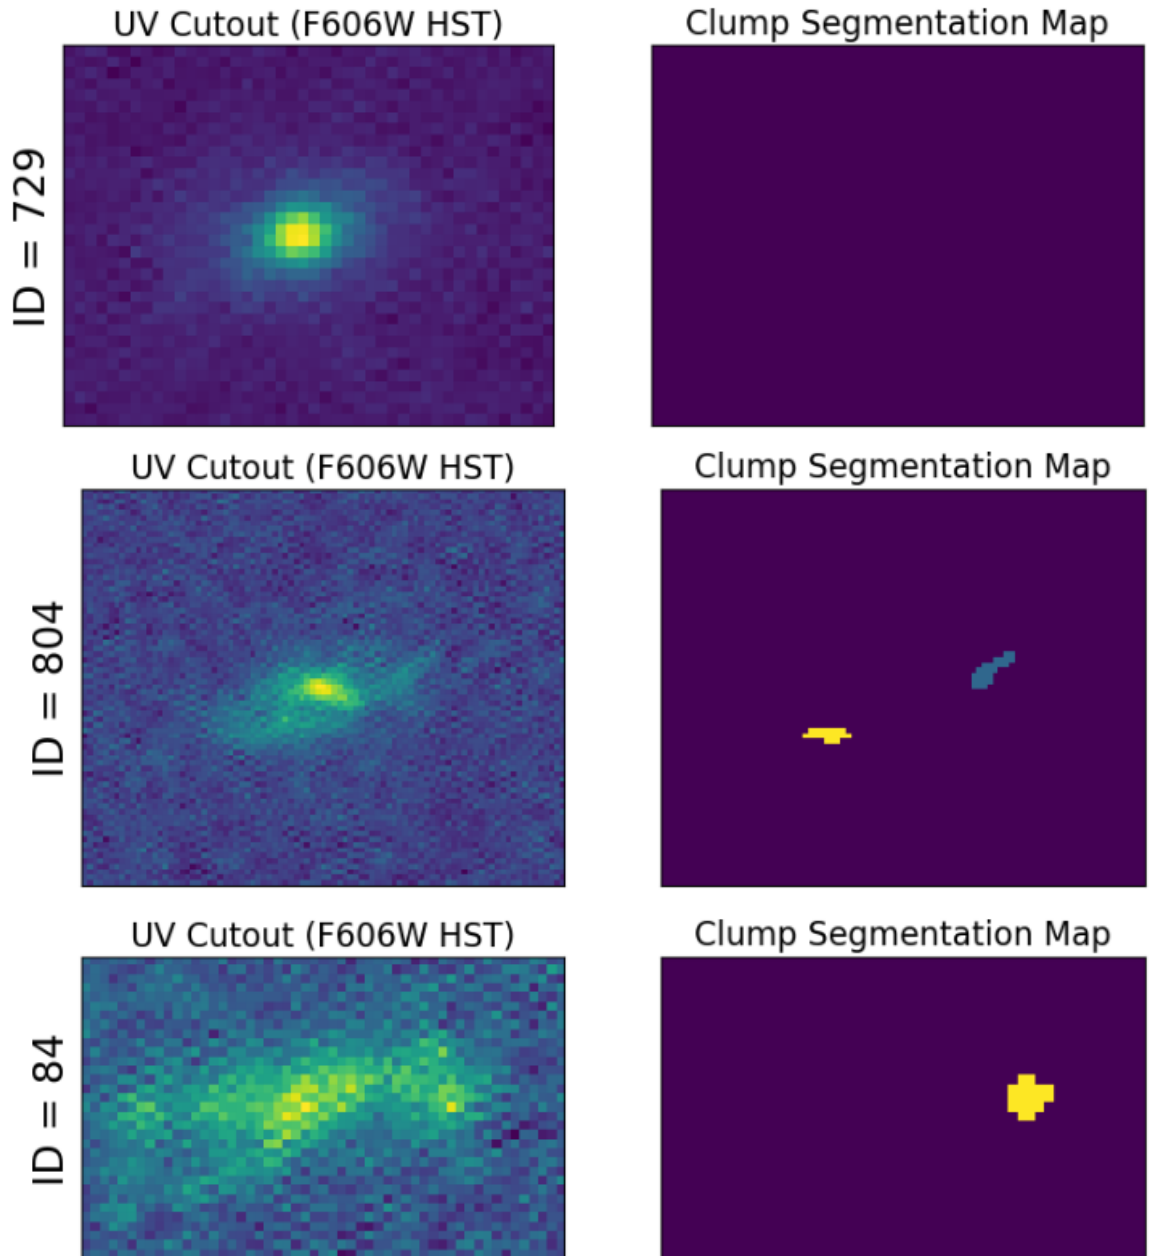 UV Cutout (F606W HST)
Clump Segmentation Map
ID = 729
UV Cutout (F606W HST)
Clump Segmentation Map
ID = 804
UV Cutout (F606W HST)
Clump Segmentation Map
ID = 84